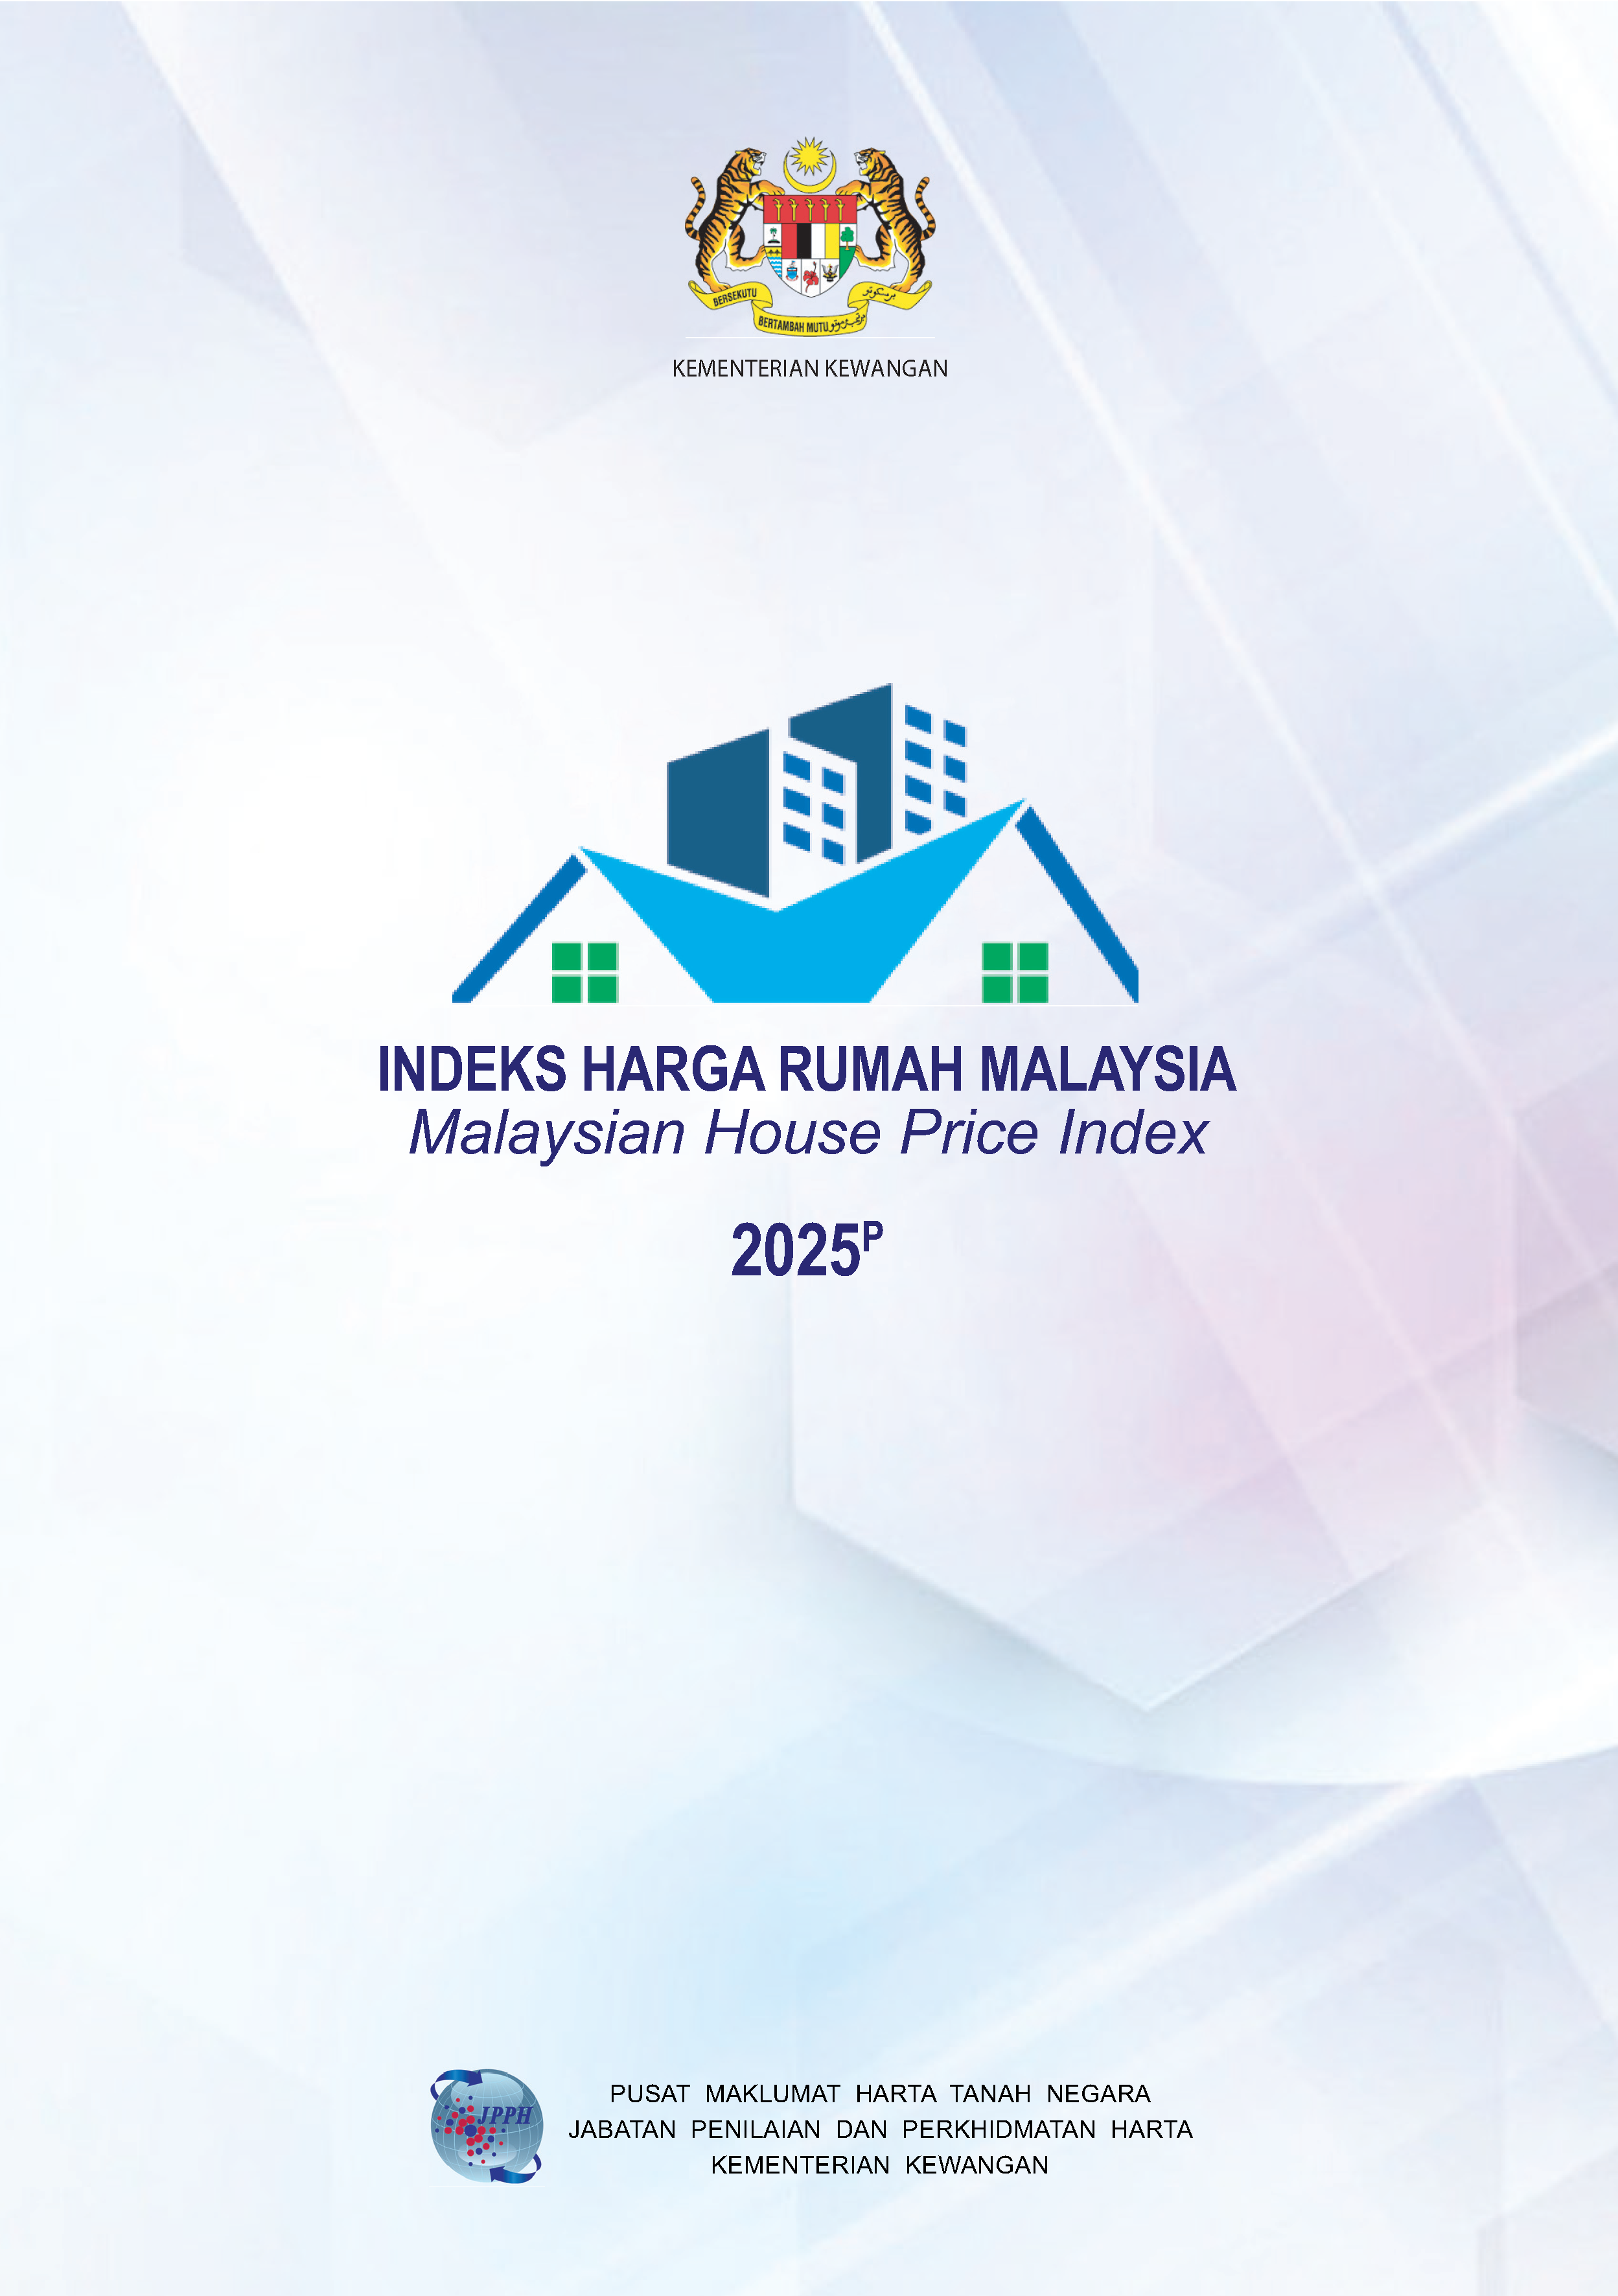 BERSEKUTU
برسكوتو
BERTAMBAH MUTU
KEMENTERIAN KEWANGAN
INDEKS HARGA RUMAH MALAYSIA
Malaysian House Price Index
2025ᴾ
JPPH
PUSAT MAKLUMAT HARTA TANAH NEGARA
JABATAN PENILAIAN DAN PERKHIDMATAN HARTA
KEMENTERIAN KEWANGAN